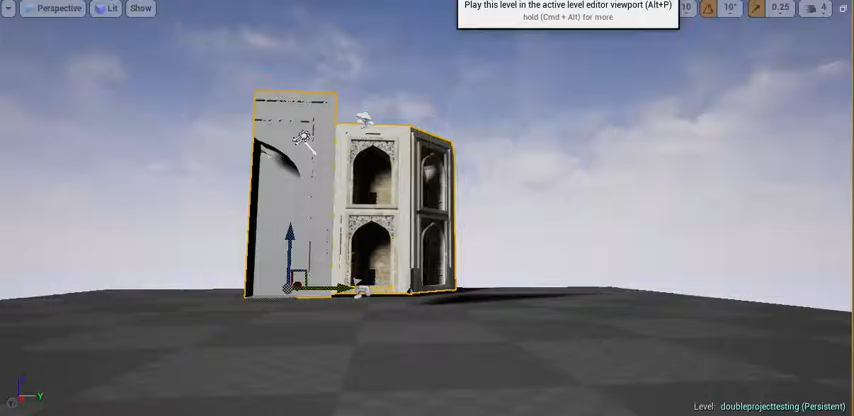 Perspective
Lit
Show
Play this level in the active level editor viewport (Alt+P)
hold (Cmd + Alt) for more
10
10°
0.25
4
Y
Level: doubleprojecttesting (Persistent)